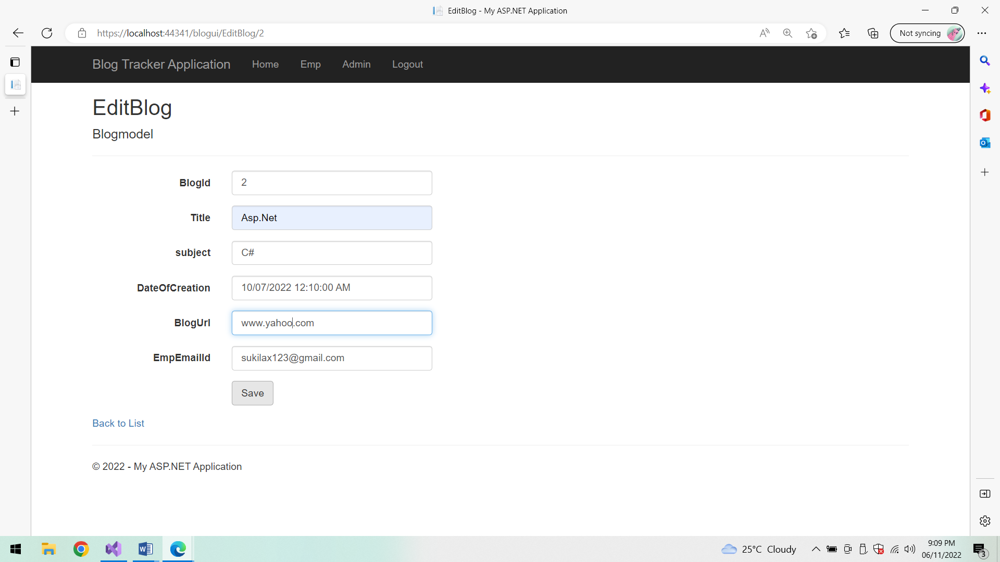 EditBlog - My ASP.NET Application
https://localhost:44341/blogui/EditBlog/2
Not syncing
Blog Tracker Application Home Emp Admin Logout
EditBlog
Blogmodel
BlogId 2
Title Asp.Net
subject C#
DateOfCreation 10/07/2022 12:10:00 AM
BlogUrl www.yahoo.com
EmpEmailId sukilax123@gmail.com
Save
Back to List
© 2022 - My ASP.NET Application
25°C Cloudy
9:09 PM
06/11/2022
3